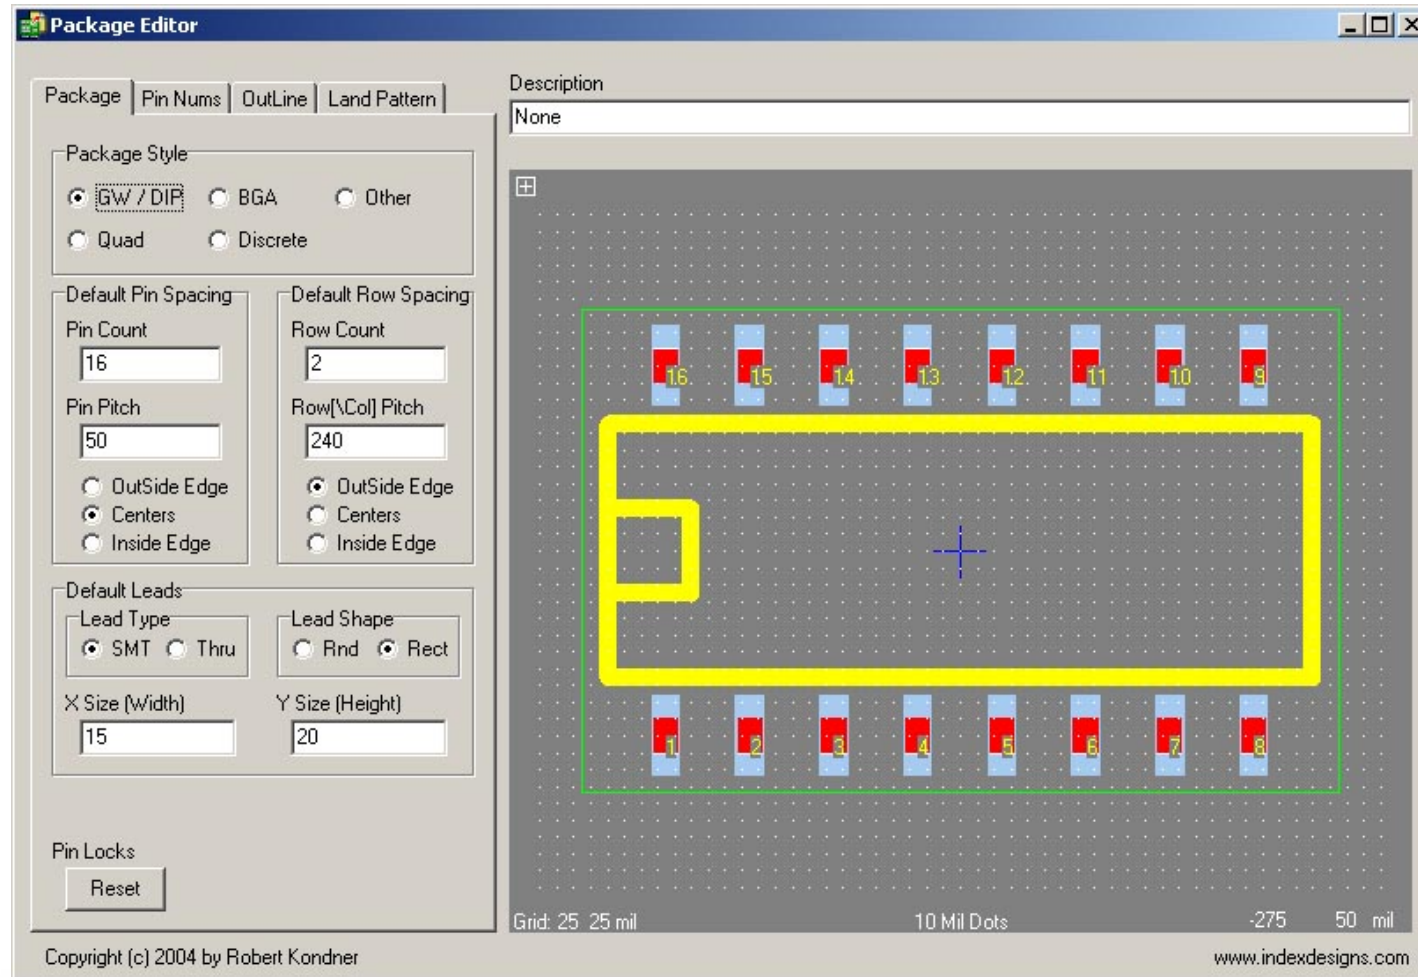 Package Editor
Package Pin Nums OutLine Land Pattern
Description
None
Package Style
GW / DIP BGA Other
Quad Discrete
Default Pin Spacing
Pin Count
16
Pin Pitch
50
OutSide Edge
Centers
Inside Edge
Default Row Spacing
Row Count
2
Row[\Col] Pitch
240
OutSide Edge
Centers
Inside Edge
Default Leads
Lead Type
SMT Thru
Lead Shape
Rnd Rect
X Size (Width)
15
Y Size (Height)
20
Pin Locks
Reset
16 15 14 13 12 11 10 9
1 2 3 4 5 6 7 8
Grid: 25 25 mil 10 Mil Dots -275 50 mil
Copyright (c) 2004 by Robert Kondner www.indexdesigns.com